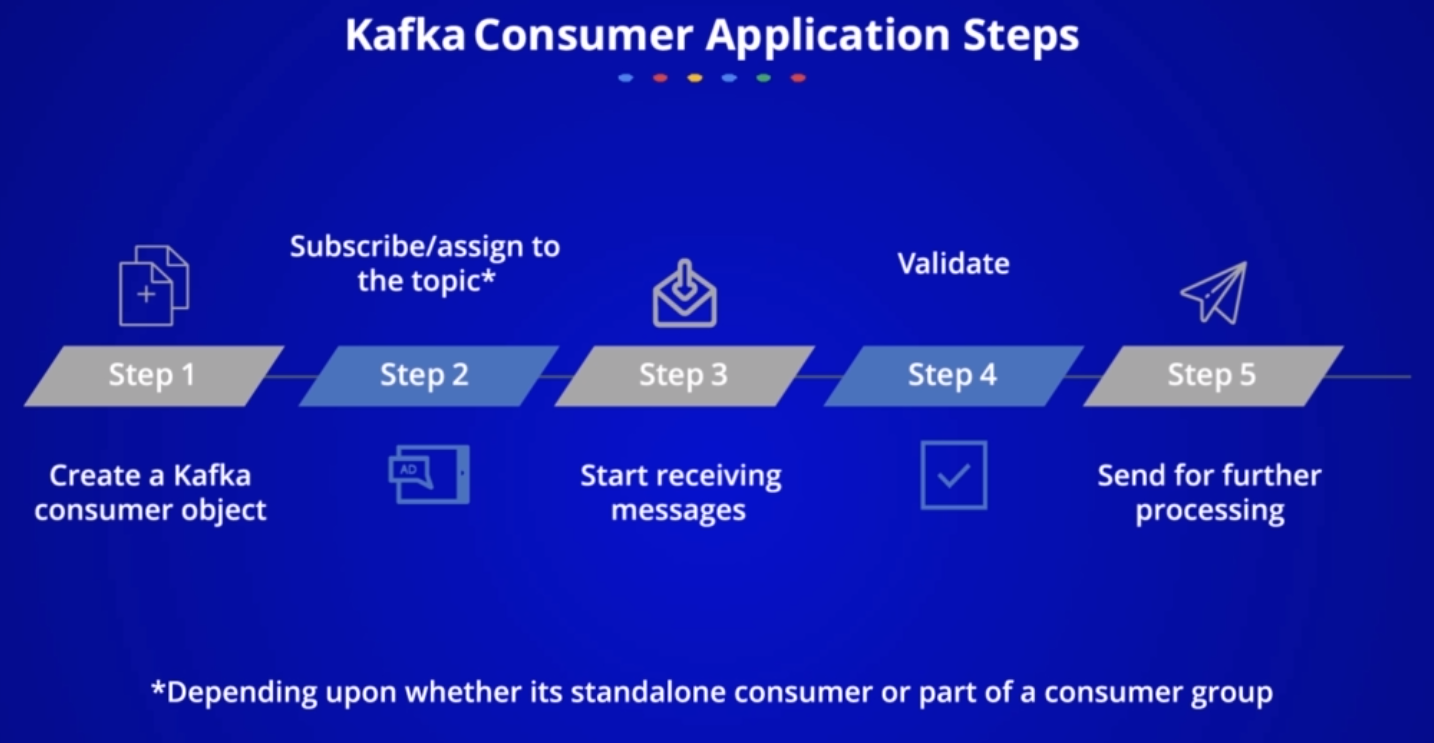 Kafka Consumer Application Steps
Subscribe/assign to
the topic*
Validate
Step 1
Step 2
Step 3
Step 4
Step 5
AD
Create a Kafka
consumer object
Start receiving
messages
Send for further
processing
*Depending upon whether its standalone consumer or part of a consumer group